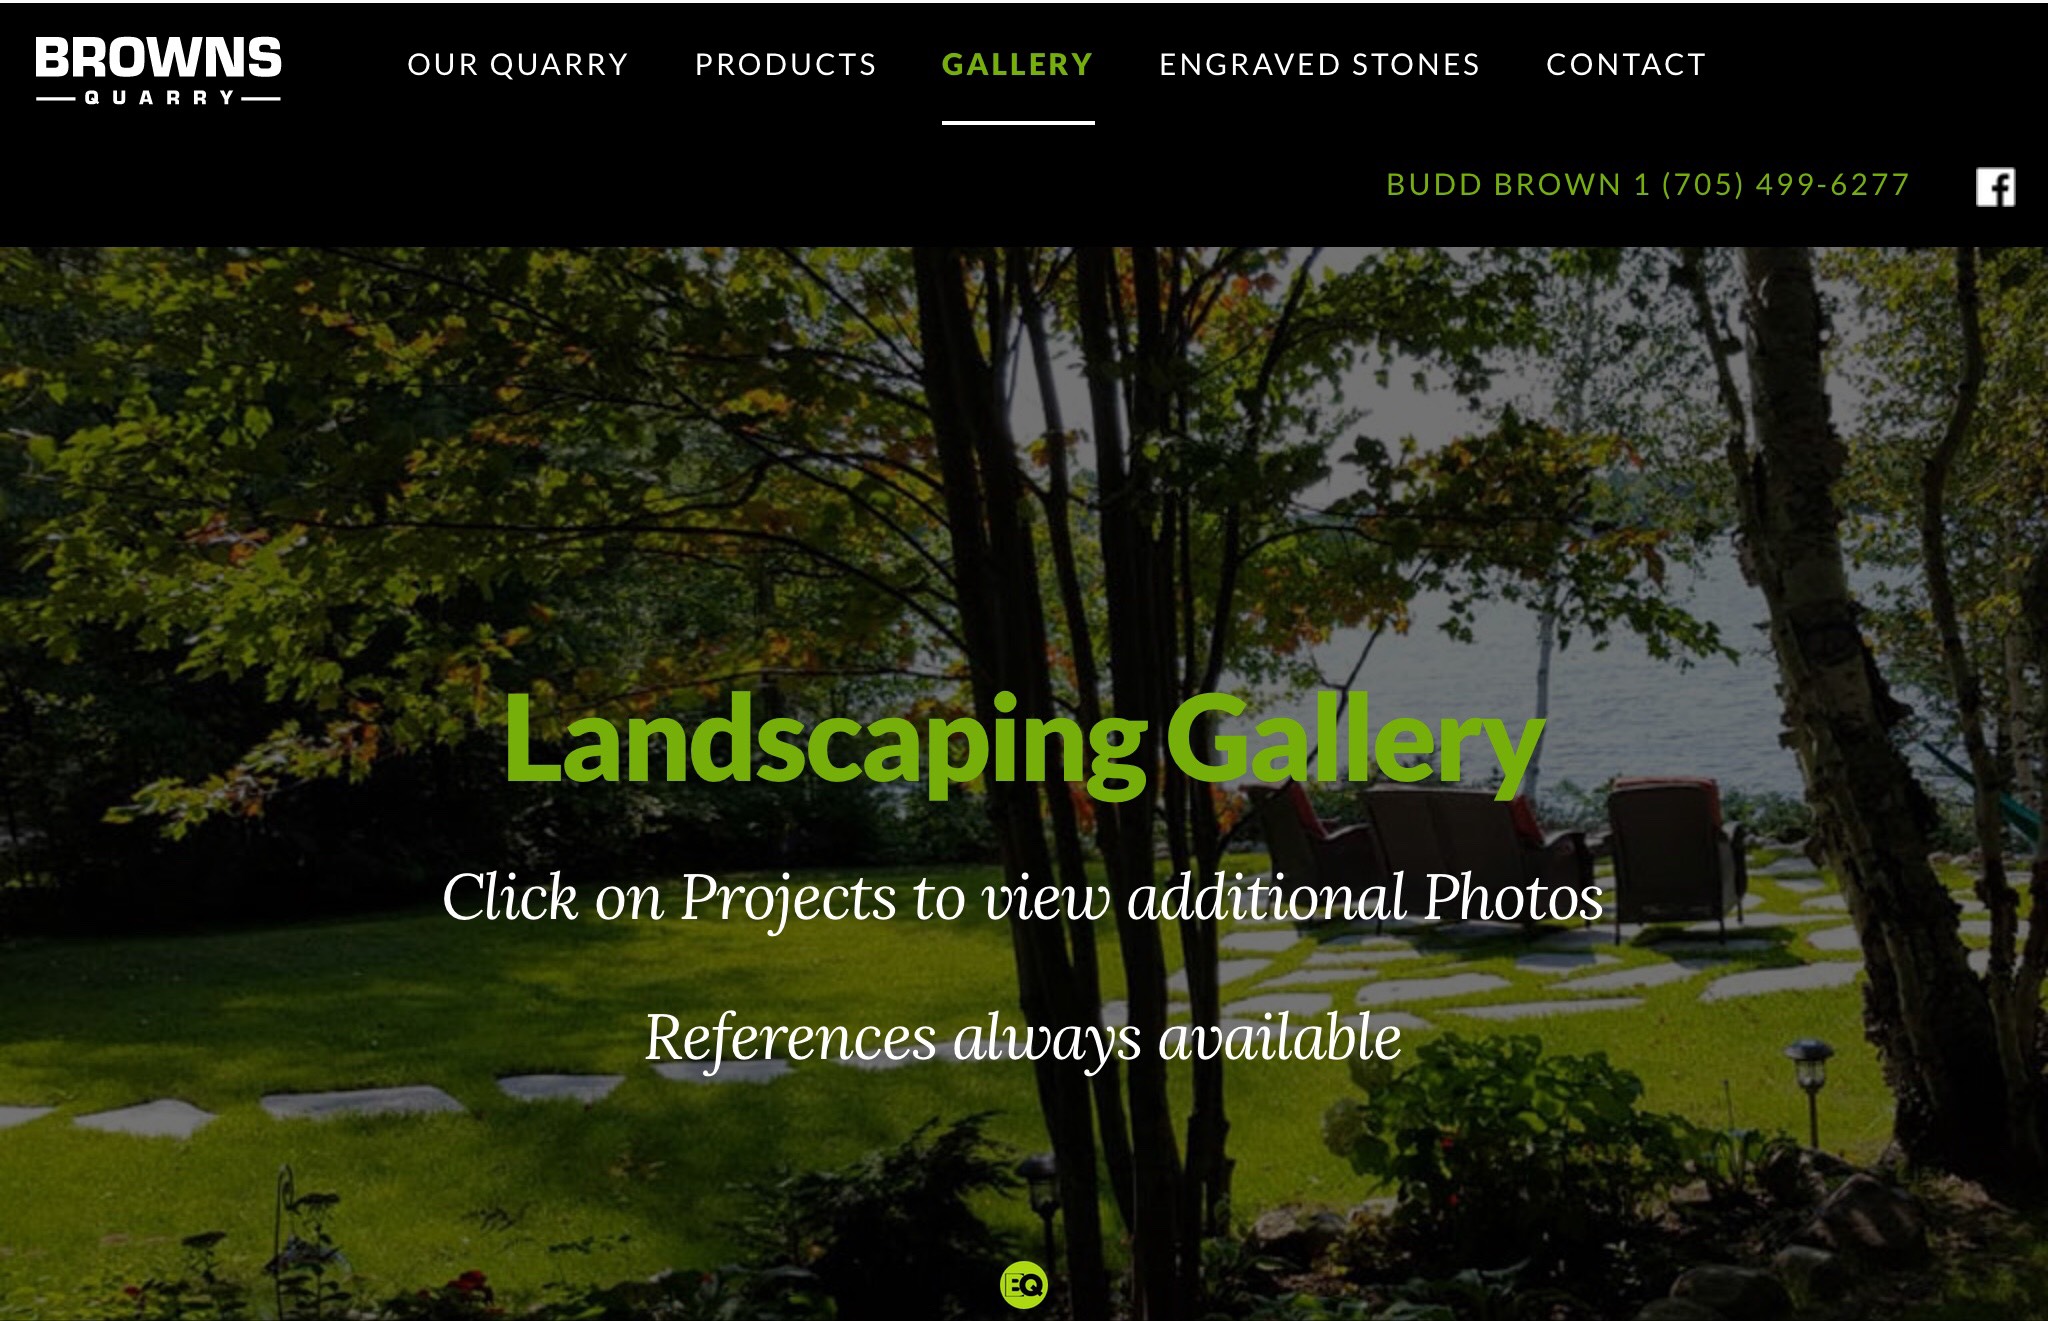 BROWNS
QUARRY
OUR QUARRY PRODUCTS GALLERY ENGRAVED STONES CONTACT
BUDD BROWN 1 (705) 499-6277
f
Landscaping Gallery
Click on Projects to view additional Photos
References always available
BQ